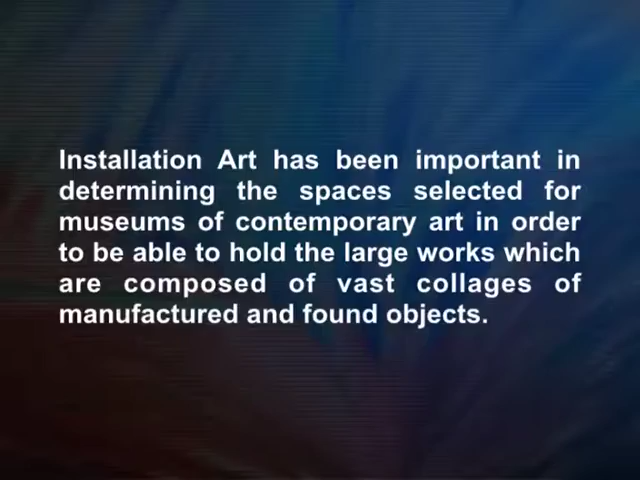 Installation Art has been important in
determining the spaces selected for
museums of contemporary art in order
to be able to hold the large works which
are composed of vast collages of
manufactured and found objects.